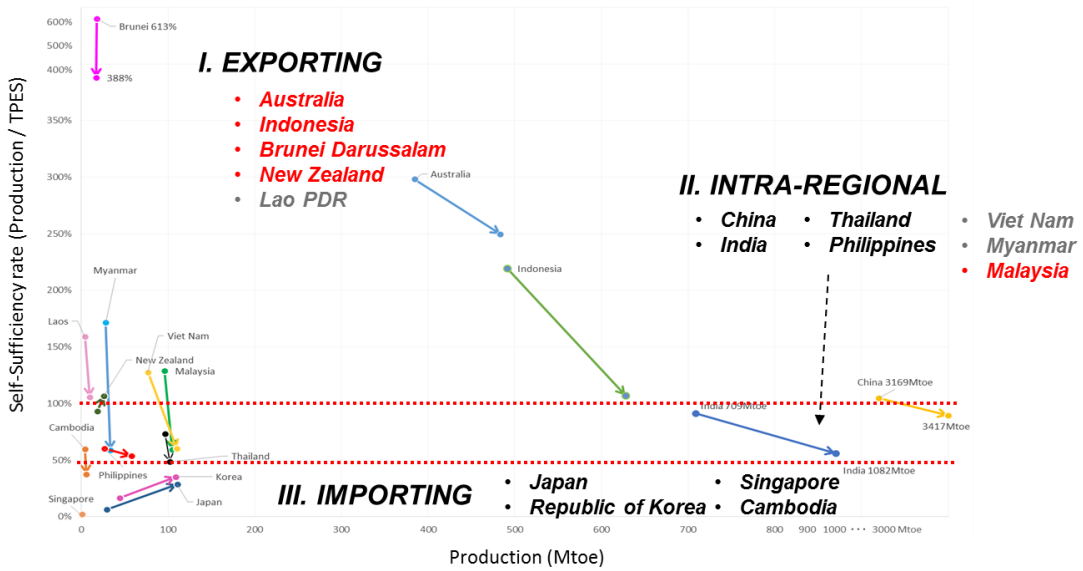 600%
Brunei 613%
500%
400%
388%
350%
300%
250%
200%
150%
100%
50%
0%
Self-Sufficiency rate (Production / TPES)
I. EXPORTING
• Australia
• Indonesia
• Brunei Darussalam
• New Zealand
• Lao PDR
Australia
II. INTRA-REGIONAL
• China • Thailand • Viet Nam
• India • Philippines • Myanmar
• Malaysia
Indonesia
Myanmar
Laos
Viet Nam
New Zealand
Malaysia
China 3169Mtoe
India 709Mtoe
3417Mtoe
Cambodia
Thailand
Philippines
Korea
India 1082Mtoe
Singapore
Japan
III. IMPORTING
• Japan • Singapore
• Republic of Korea • Cambodia
0 100 200 300 400 500 600 700 800 900 1000 ··· 3000 Mtoe
Production (Mtoe)